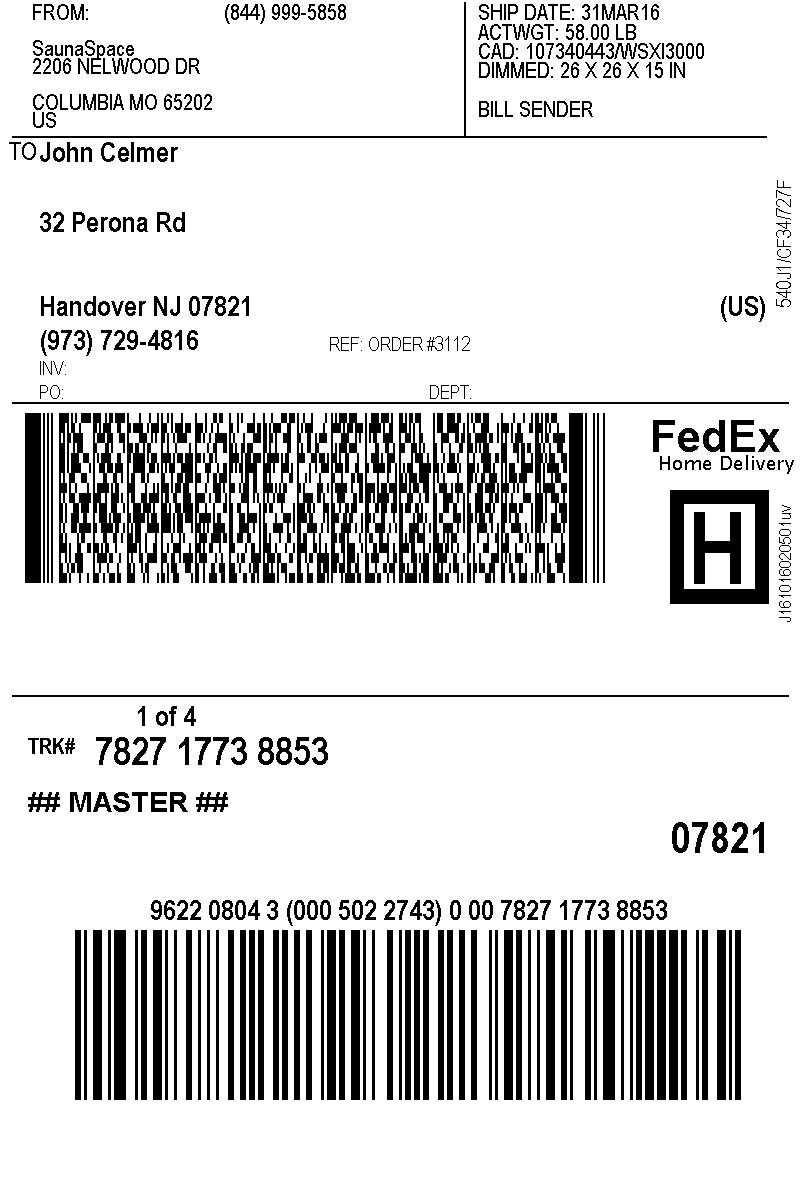 FROM: (844) 999-5858
SaunaSpace
2206 NELWOOD DR
COLUMBIA MO 65202
US
SHIP DATE: 31MAR16
ACTWGT: 58.00 LB
CAD: 107340443/WSXI3000
DIMMED: 26 X 26 X 15 IN
BILL SENDER
TO John Celmer
32 Perona Rd
Handover NJ 07821 (US)
(973) 729-4816 REF: ORDER #3112
INV:
PO: DEPT:
540J1/CF34/727F
FedEx
Home Delivery
H
J161016020501uv
1 of 4
TRK# 7827 1773 8853
## MASTER ##
07821
9622 0804 3 (000 502 2743) 0 00 7827 1773 8853